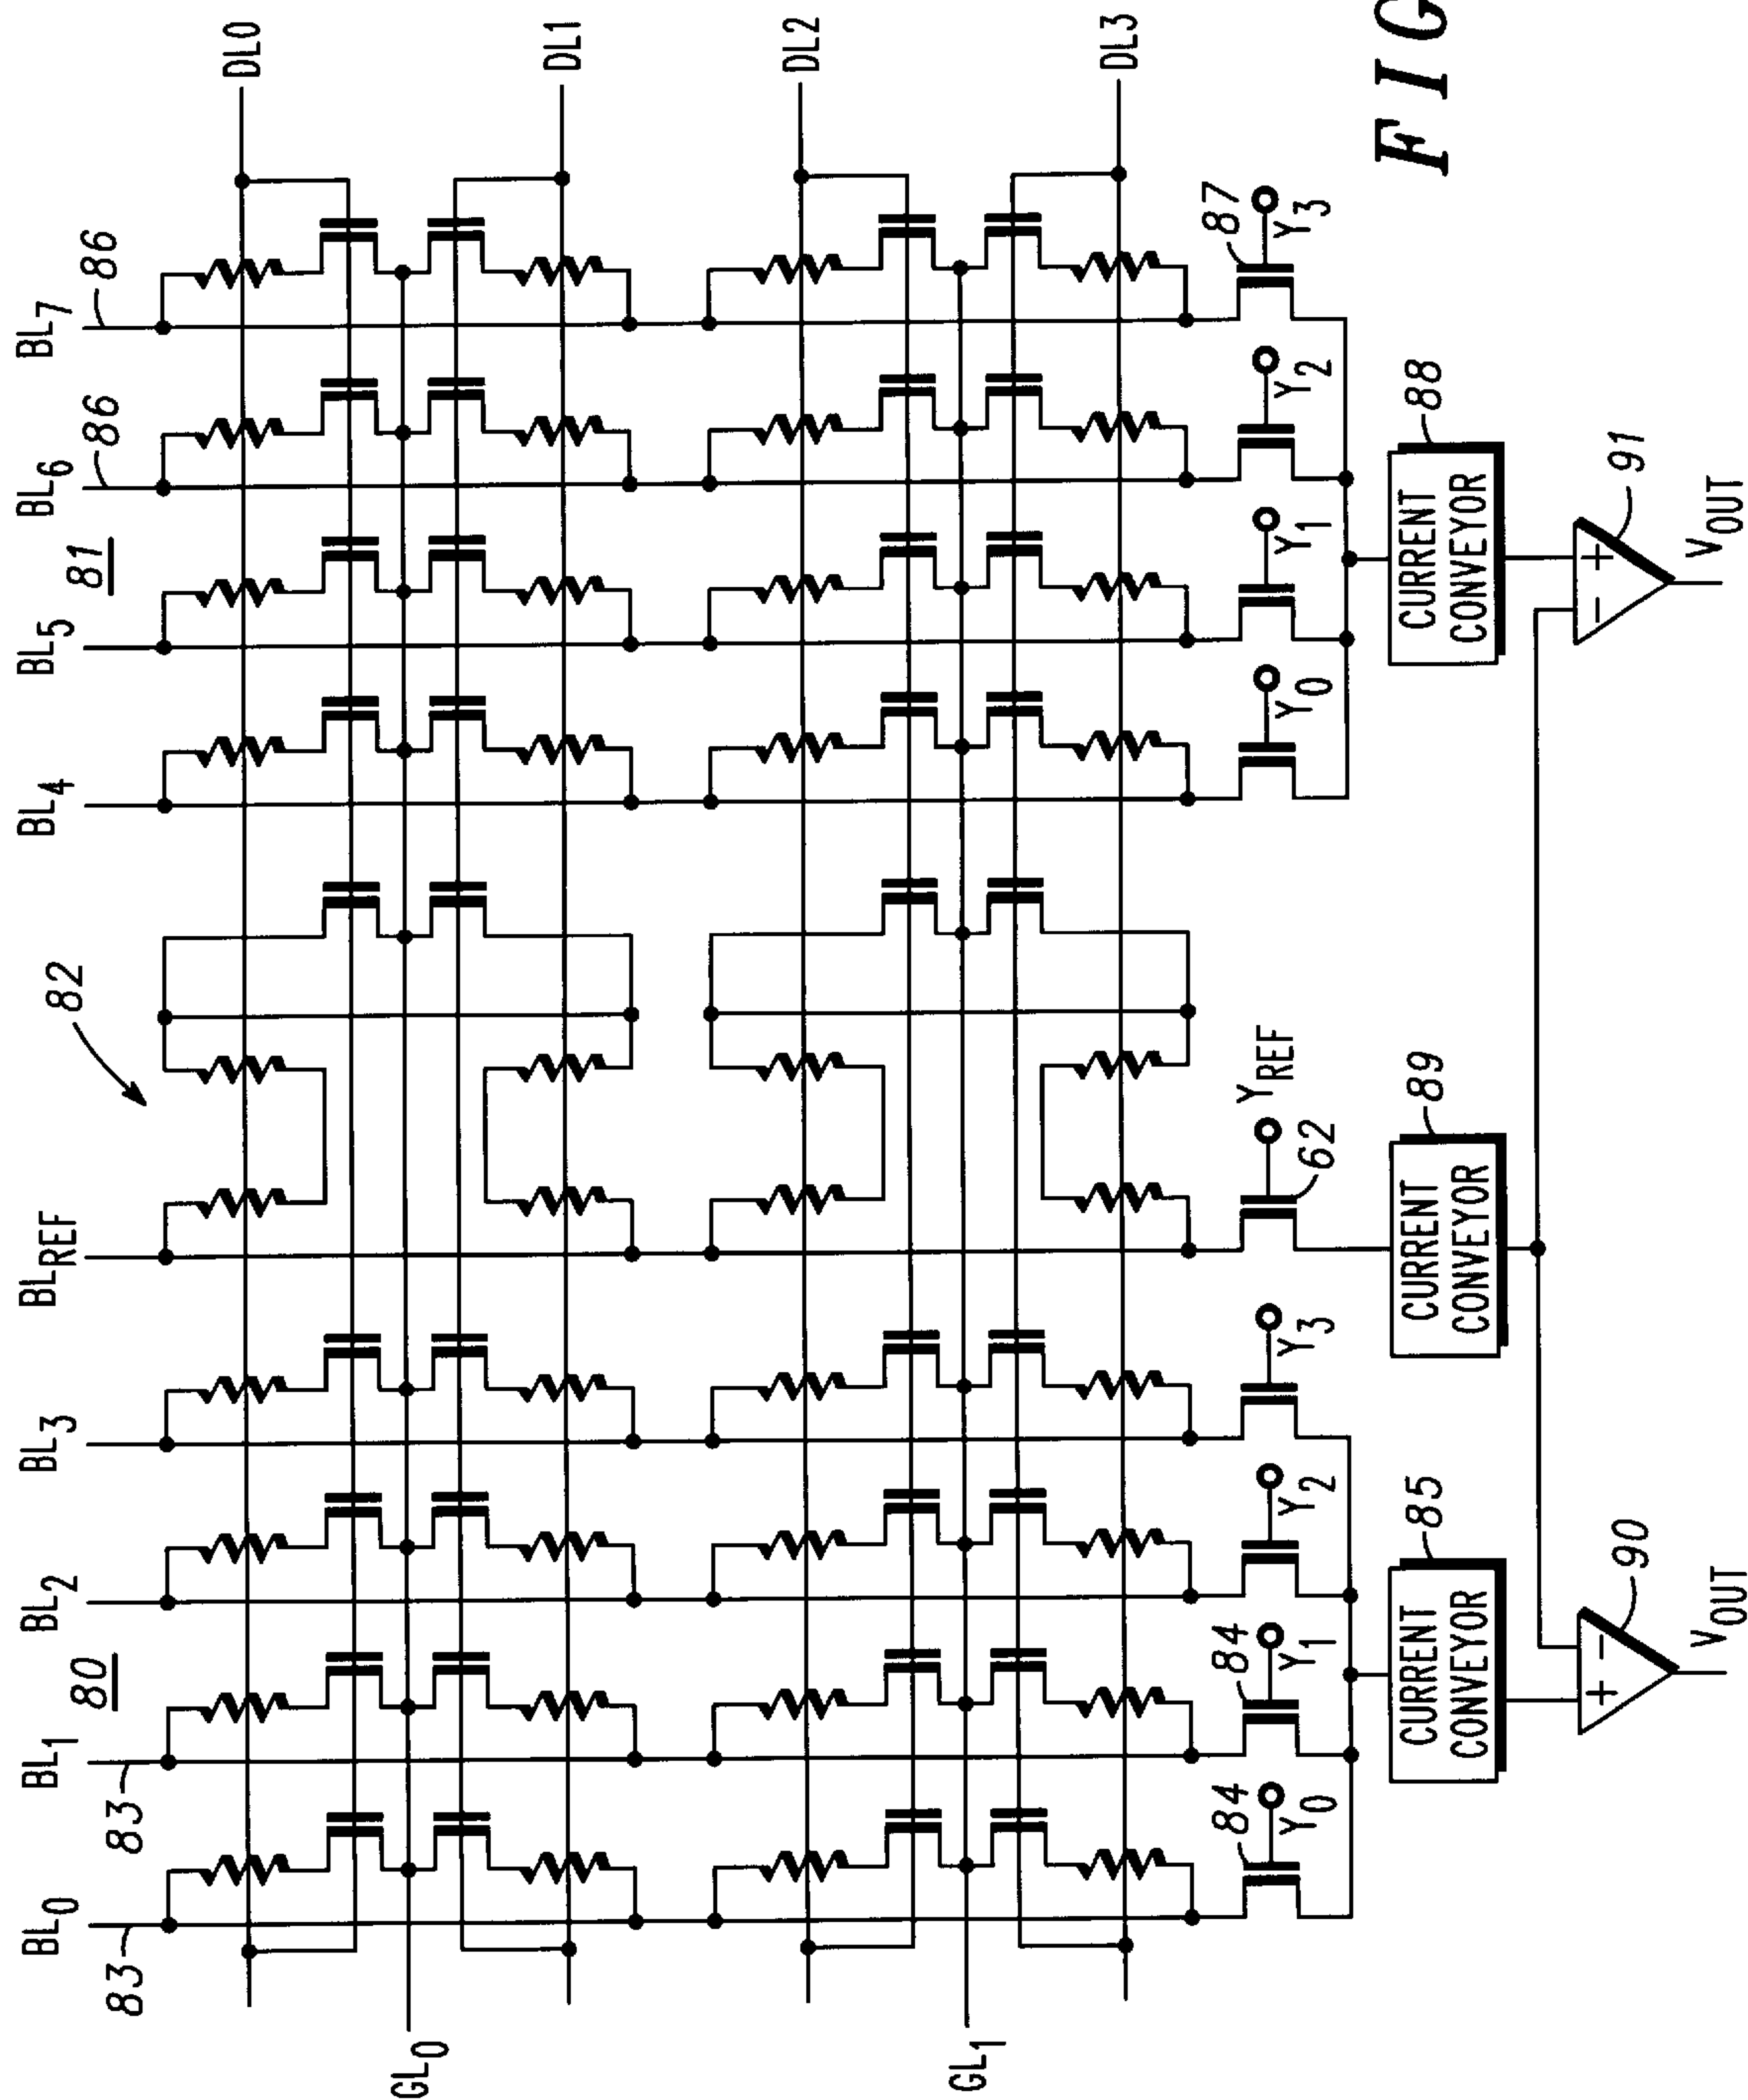 BL0 BL1 BL2 BL3 BLREF BL4 BL5 BL6 BL7
83 83 80 82 81 86 86
DL0
GL0
DL1
DL2
GL1
DL3
84 84 62 87
Y0 Y1 Y2 Y3 YREF Y0 Y1 Y2 Y3
85 89 88
CURRENT CONVEYOR
CURRENT CONVEYOR
CURRENT CONVEYOR
+ − 90 − + 91
VOUT VOUT
FIG